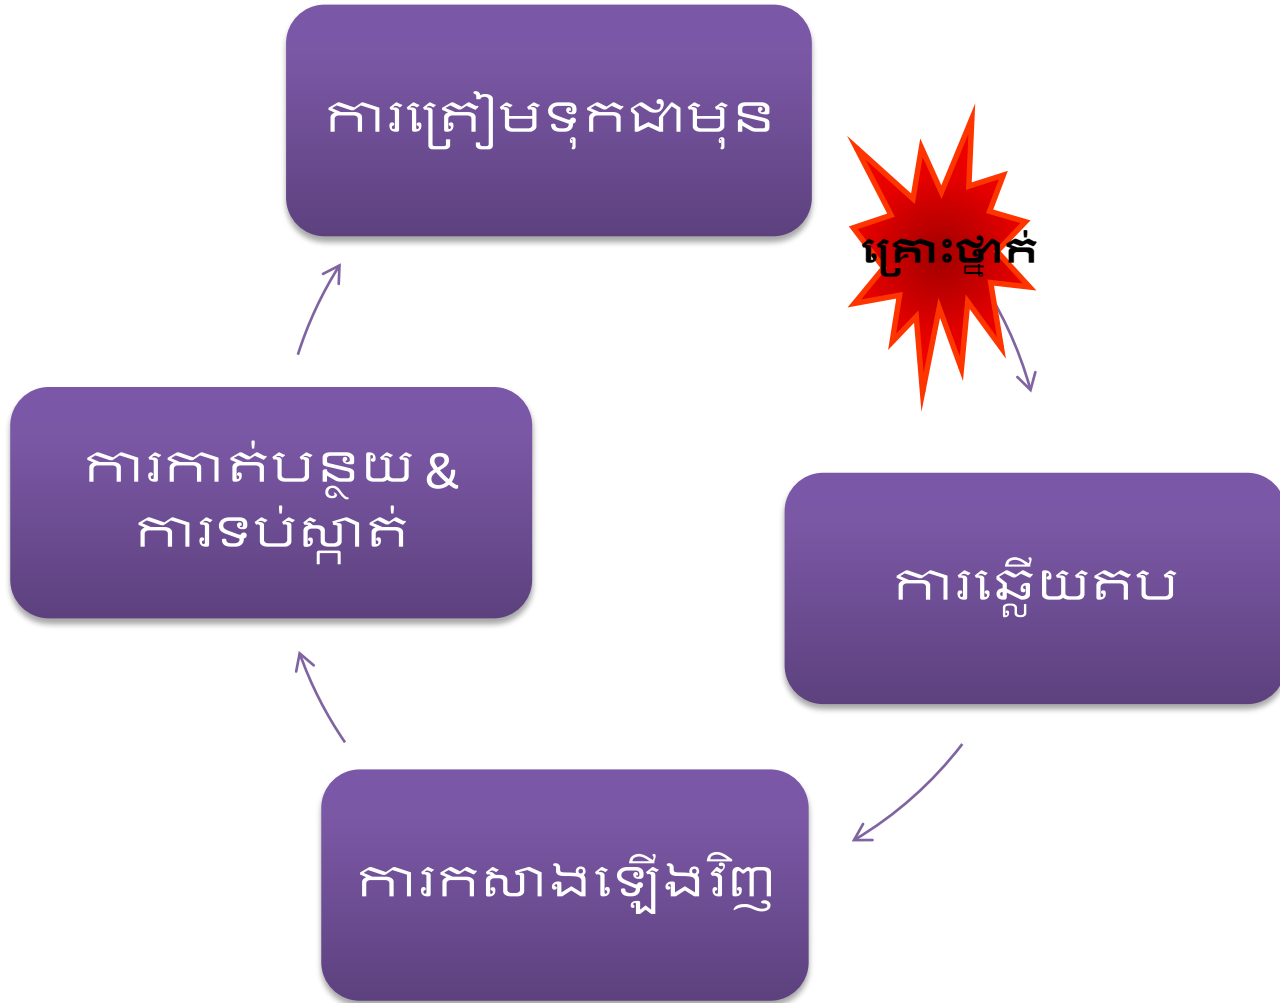 ការត្រៀមទុកជាមុន
គ្រោះថ្នាក់
ការកាត់បន្ថយ &
ការទប់ស្កាត់
ការឆ្លើយតប
ការកសាងឡើងវិញ